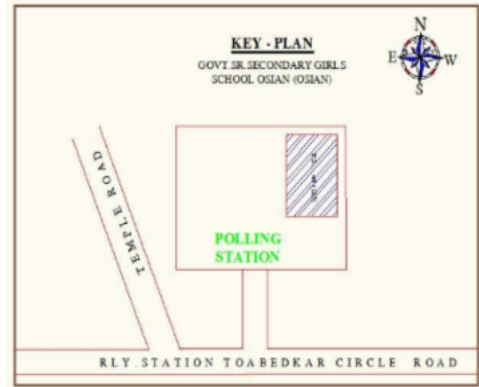 KEY - PLAN
GOVT.SR.SECONDARY GIRLS
SCHOOL OSIAN (OSIAN)
N
E W
S
TEMPLE ROAD
POLLING
STATION
RLY.STATION TOABEDKAR CIRCLE ROAD